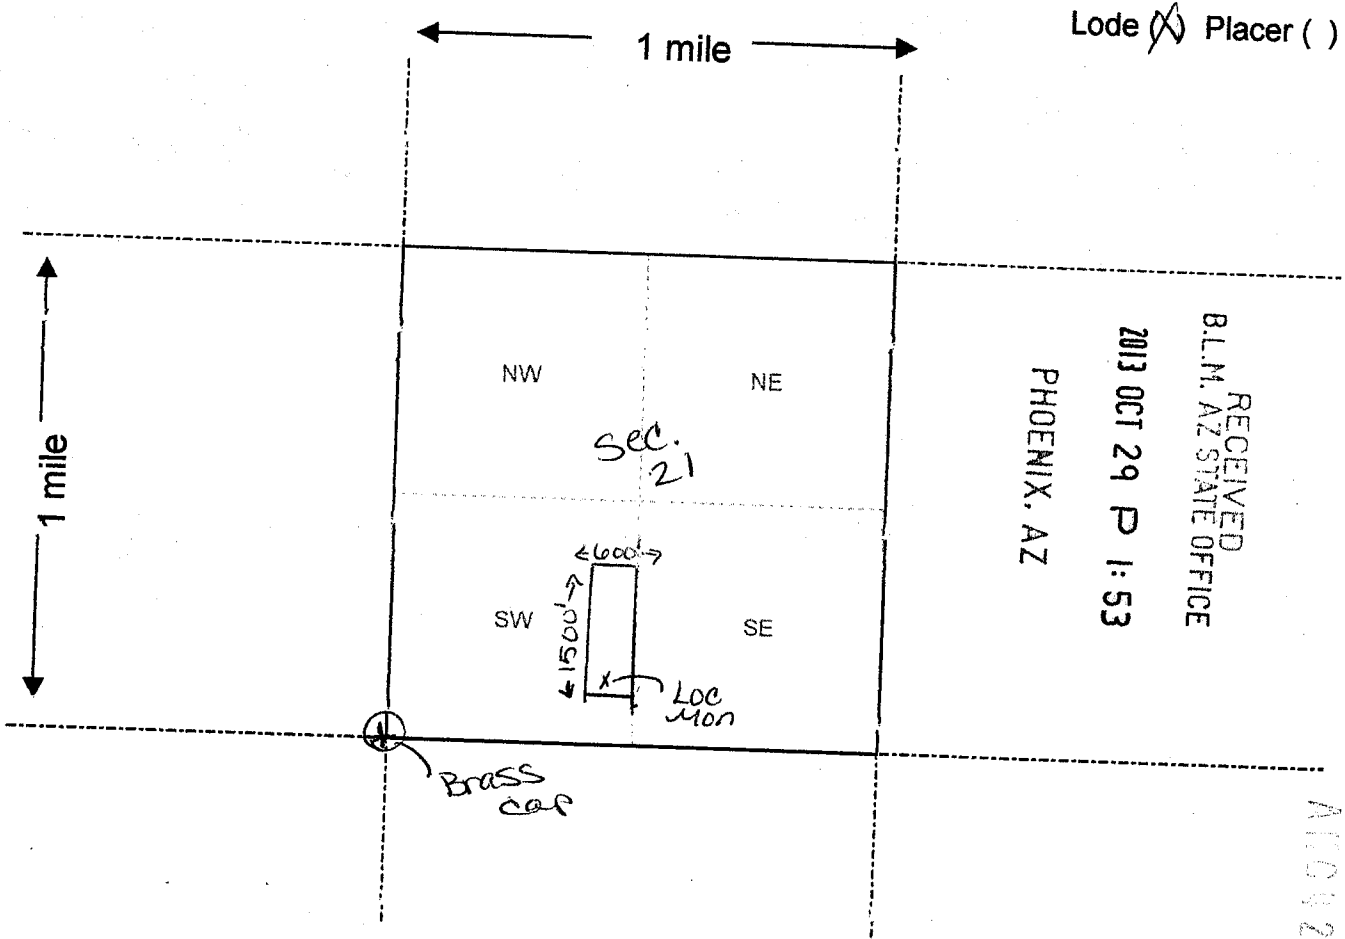 Lode (X) Placer ( )
1 mile
1 mile
NW
NE
Sec.
21
600'
1500'
SW
SE
X
Loc
Mon
Brass
cap
RECEIVED
B.L.M. AZ STATE OFFICE
2013 OCT 29 P 1:53
PHOENIX, AZ